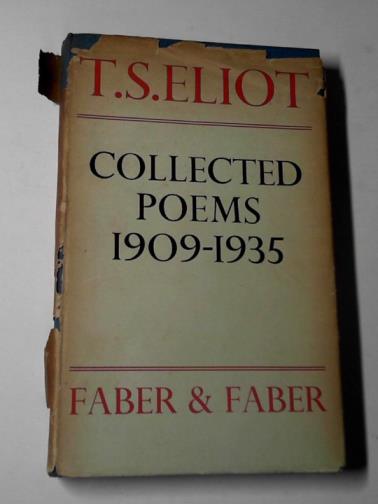 T.S.ELIOT
COLLECTED
POEMS
1909-1935
FABER & FABER